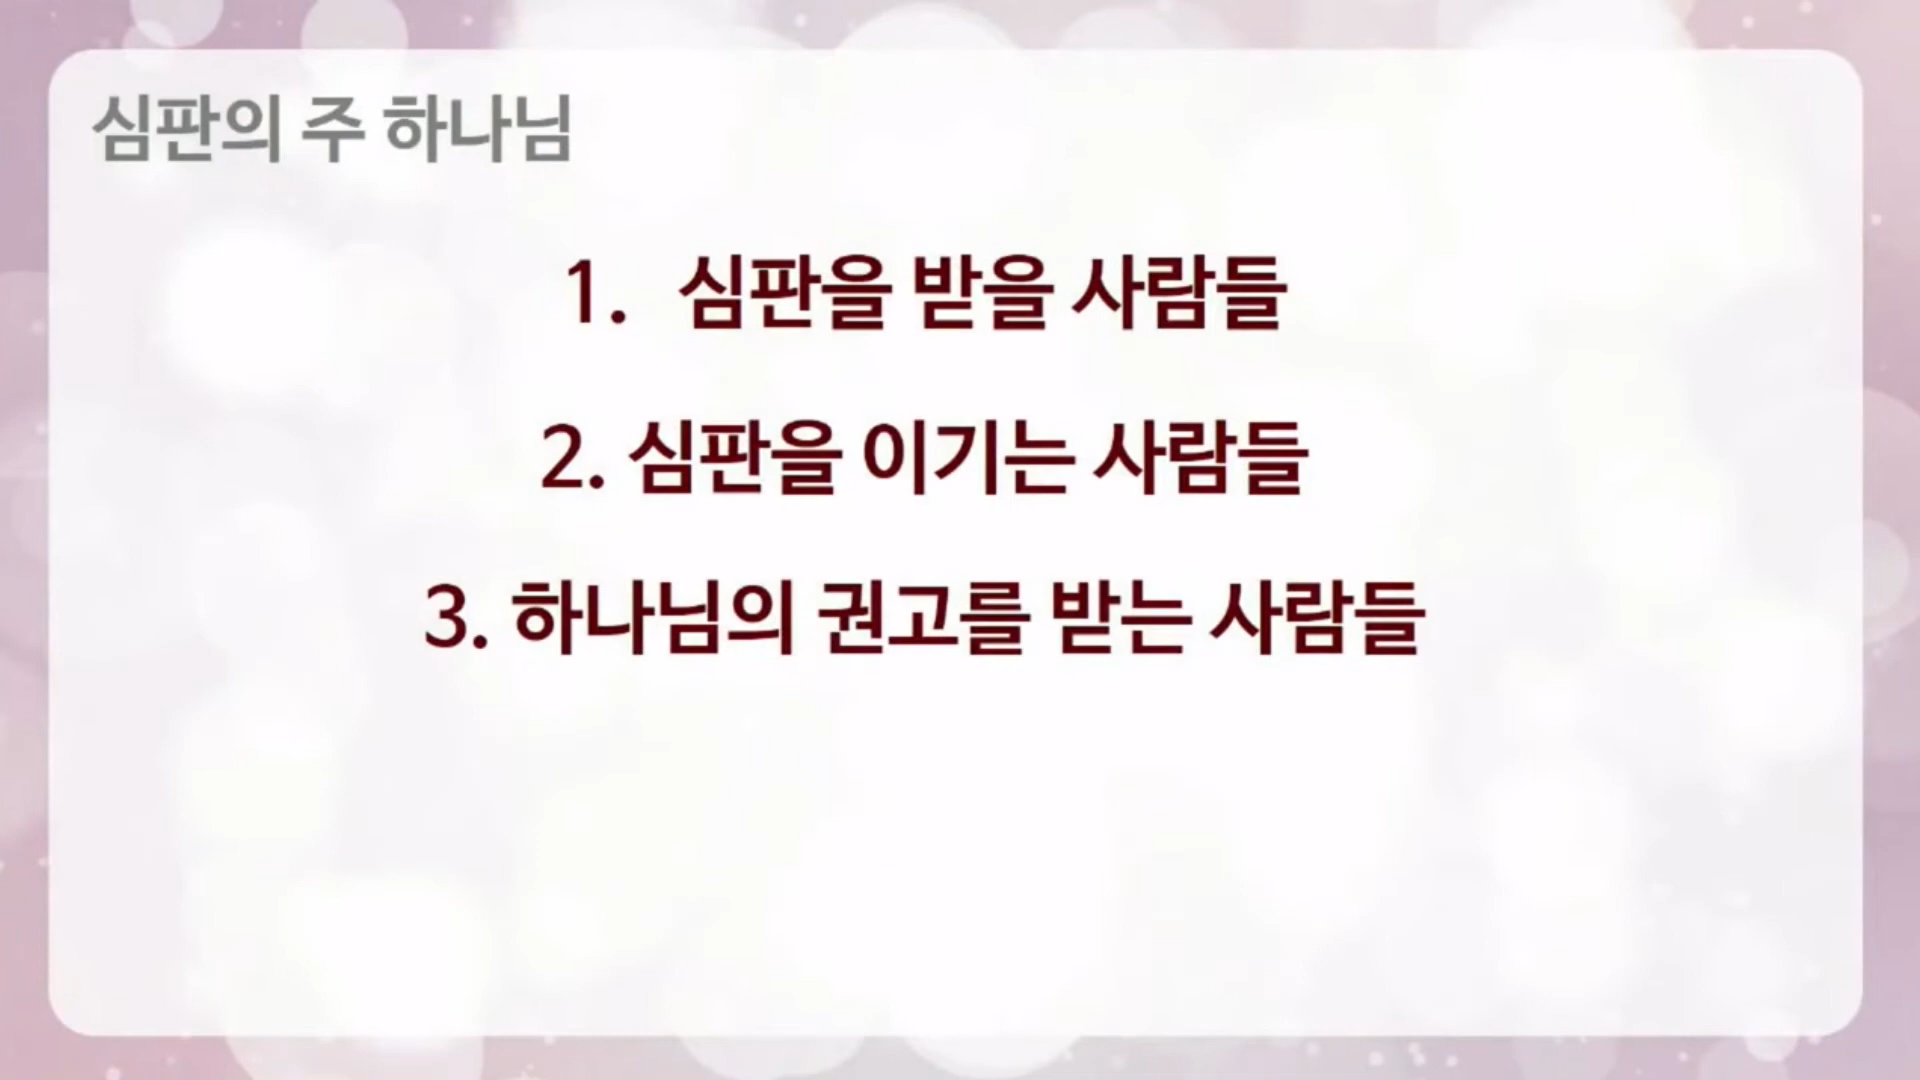 심판의 주 하나님
1. 심판을 받을 사람들
2. 심판을 이기는 사람들
3. 하나님의 권고를 받는 사람들